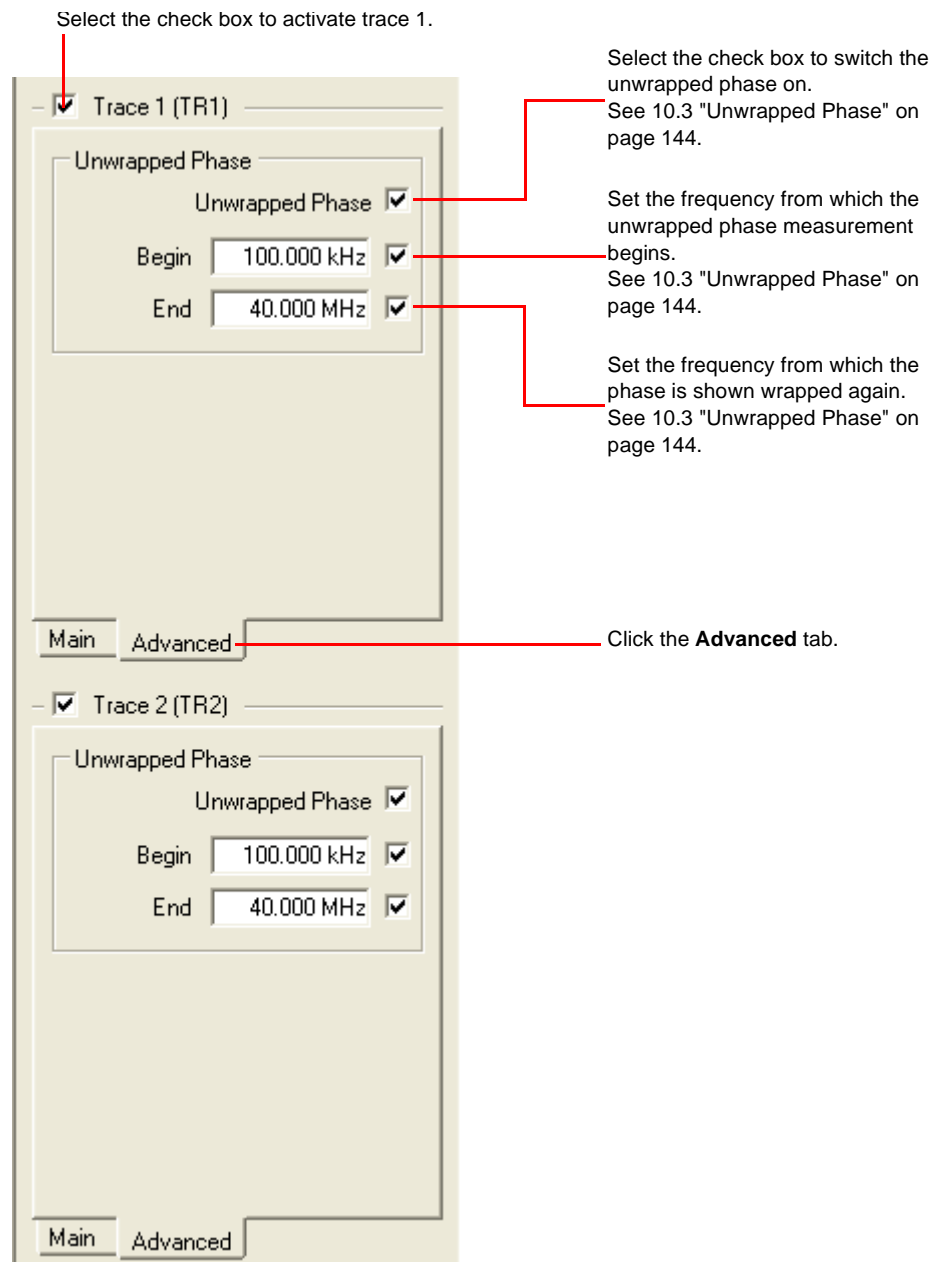 Select the check box to activate trace 1.
Select the check box to switch the
unwrapped phase on.
See 10.3 "Unwrapped Phase" on
page 144.
Trace 1 (TR1)
Unwrapped Phase
Unwrapped Phase
Begin 100.000 kHz
End 40.000 MHz
Set the frequency from which the
unwrapped phase measurement
begins.
See 10.3 "Unwrapped Phase" on
page 144.
Set the frequency from which the
phase is shown wrapped again.
See 10.3 "Unwrapped Phase" on
page 144.
Main Advanced
Click the Advanced tab.
Trace 2 (TR2)
Unwrapped Phase
Unwrapped Phase
Begin 100.000 kHz
End 40.000 MHz
Main Advanced